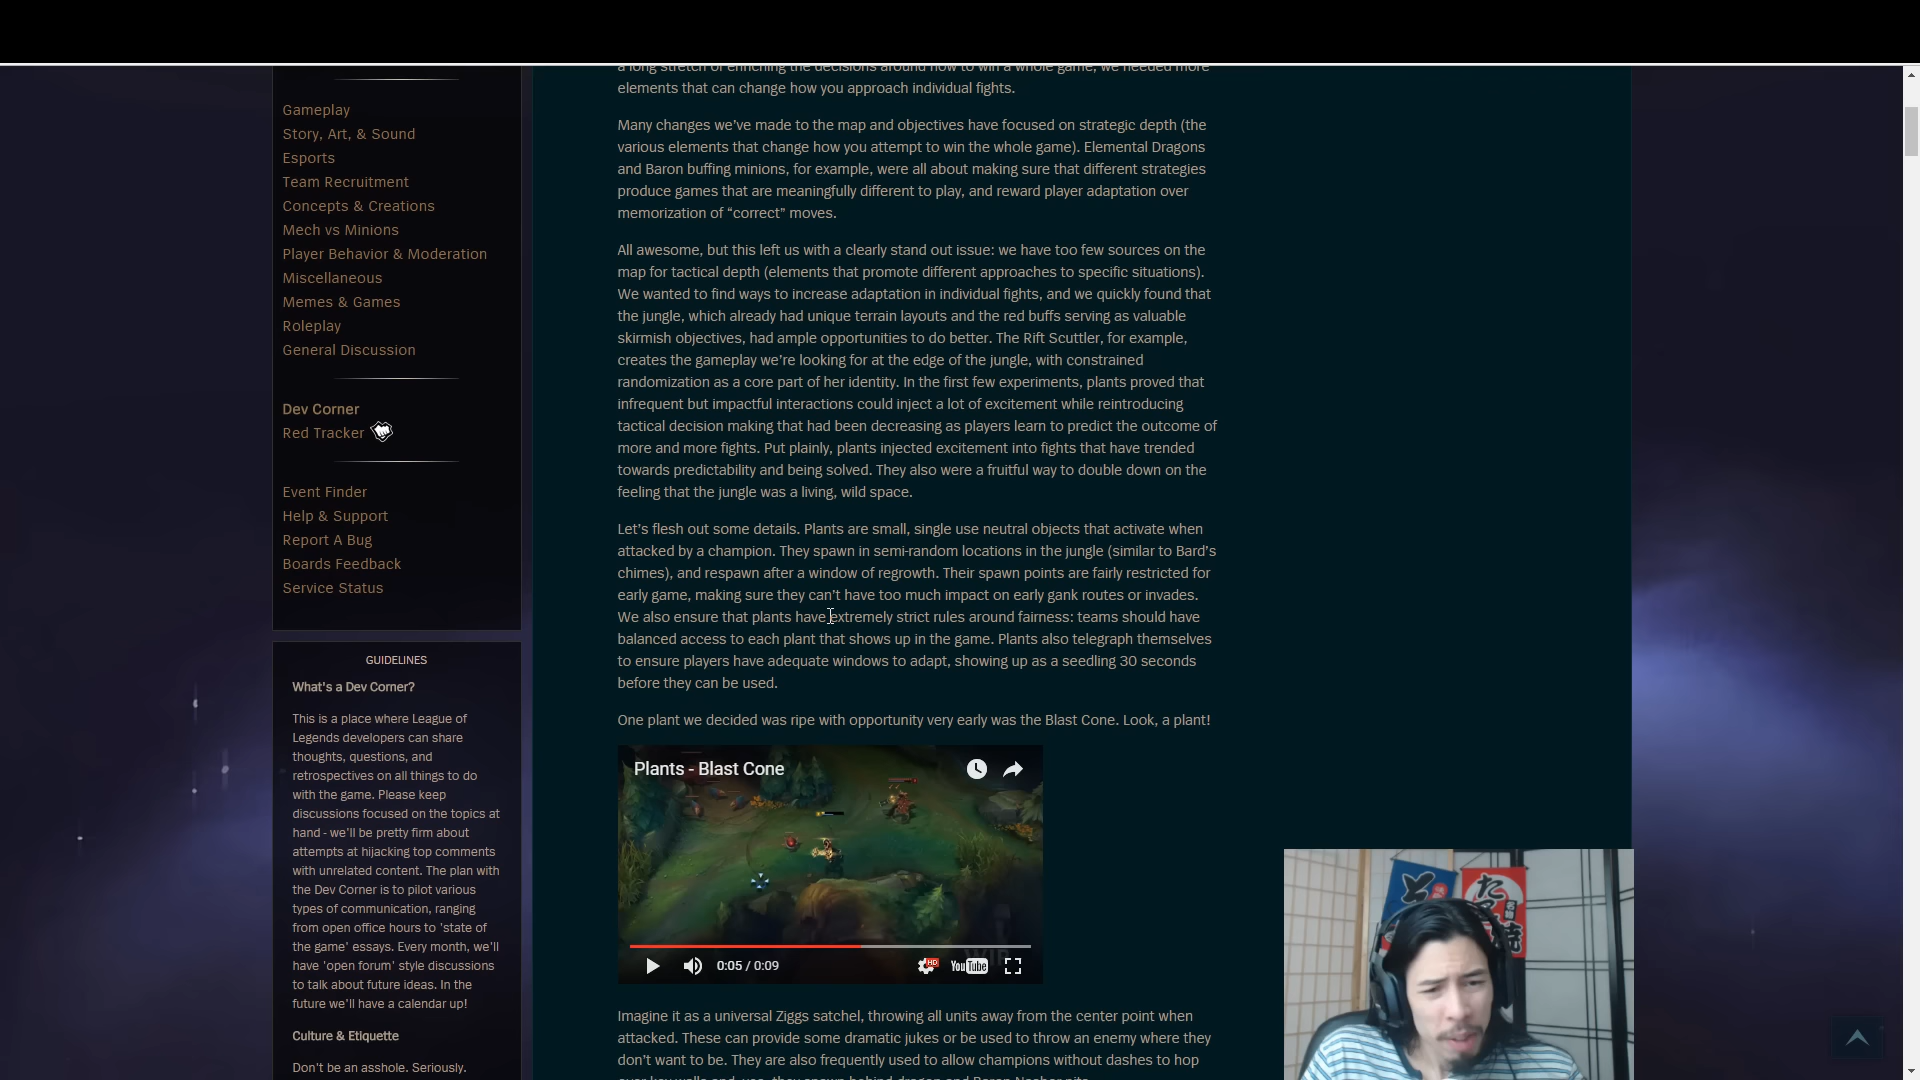 Gameplay
Story, Art, & Sound
Esports
Team Recruitment
Concepts & Creations
Mech vs Minions
Player Behavior & Moderation
Miscellaneous
Memes & Games
Roleplay
General Discussion
Dev Corner
Red Tracker
Event Finder
Help & Support
Report A Bug
Boards Feedback
Service Status
GUIDELINES
What's a Dev Corner?
This is a place where League of
Legends developers can share
thoughts, questions, and
retrospectives on all things to do
with the game. Please keep
discussions focused on the topics at
hand - we'll be pretty firm about
attempts at hijacking top comments
with unrelated content. The plan with
the Dev Corner is to pilot various
types of communication, ranging
from open office hours to 'state of
the game' essays. Every month, we'll
have 'open forum' style discussions
to talk about future ideas. In the
future we'll have a calendar up!
Culture & Etiquette
Don't be an asshole. Seriously.
a long stretch of enriching the decisions around how to win a whole game, we needed more
elements that can change how you approach individual fights.
Many changes we’ve made to the map and objectives have focused on strategic depth (the
various elements that change how you attempt to win the whole game). Elemental Dragons
and Baron buffing minions, for example, were all about making sure that different strategies
produce games that are meaningfully different to play, and reward player adaptation over
memorization of “correct” moves.
All awesome, but this left us with a clearly stand out issue: we have too few sources on the
map for tactical depth (elements that promote different approaches to specific situations).
We wanted to find ways to increase adaptation in individual fights, and we quickly found that
the jungle, which already had unique terrain layouts and the red buffs serving as valuable
skirmish objectives, had ample opportunities to do better. The Rift Scuttler, for example,
creates the gameplay we’re looking for at the edge of the jungle, with constrained
randomization as a core part of her identity. In the first few experiments, plants proved that
infrequent but impactful interactions could inject a lot of excitement while reintroducing
tactical decision making that had been decreasing as players learn to predict the outcome of
more and more fights. Put plainly, plants injected excitement into fights that have trended
towards predictability and being solved. They also were a fruitful way to double down on the
feeling that the jungle was a living, wild space.
Let’s flesh out some details. Plants are small, single use neutral objects that activate when
attacked by a champion. They spawn in semi-random locations in the jungle (similar to Bard’s
chimes), and respawn after a window of regrowth. Their spawn points are fairly restricted for
early game, making sure they can’t have too much impact on early gank routes or invades.
We also ensure that plants have extremely strict rules around fairness: teams should have
balanced access to each plant that shows up in the game. Plants also telegraph themselves
to ensure players have adequate windows to adapt, showing up as a seedling 30 seconds
before they can be used.
One plant we decided was ripe with opportunity very early was the Blast Cone. Look, a plant!
Plants - Blast Cone
0:05 / 0:09
HD
YouTube
Imagine it as a universal Ziggs satchel, throwing all units away from the center point when
attacked. These can provide some dramatic jukes or be used to throw an enemy where they
don’t want to be. They are also frequently used to allow champions without dashes to hop